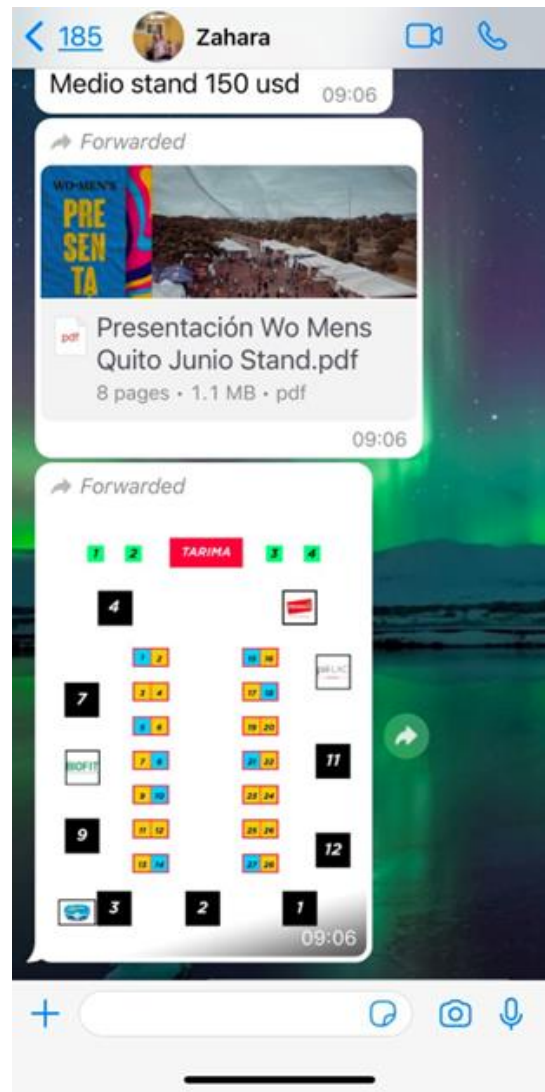 185 Zahara
Medio stand 150 usd 09:06
Forwarded
WO-MEN'S
PRE
SEN
TA
pdf
Presentación Wo Mens
Quito Junio Stand.pdf
8 pages • 1.1 MB • pdf
09:06
Forwarded
1 2 TARIMA 3 4
4
1 2 15 16
7 3 4 17 18
5 6 19 20
BIOFIT 7 8 21 22 11
9 10 23 24
9 11 12 25 26 12
13 14 27 28
3 2 1
09:06